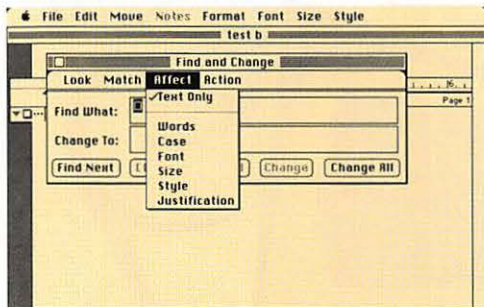 File Edit Move Notes Format Font Size Style
test b
Find and Change
Look Match Affect Action
✓Text Only
Page 1
Find What:
Words
Change To:
Case
Font
Find Next Change Change All
Size
Style
Justification